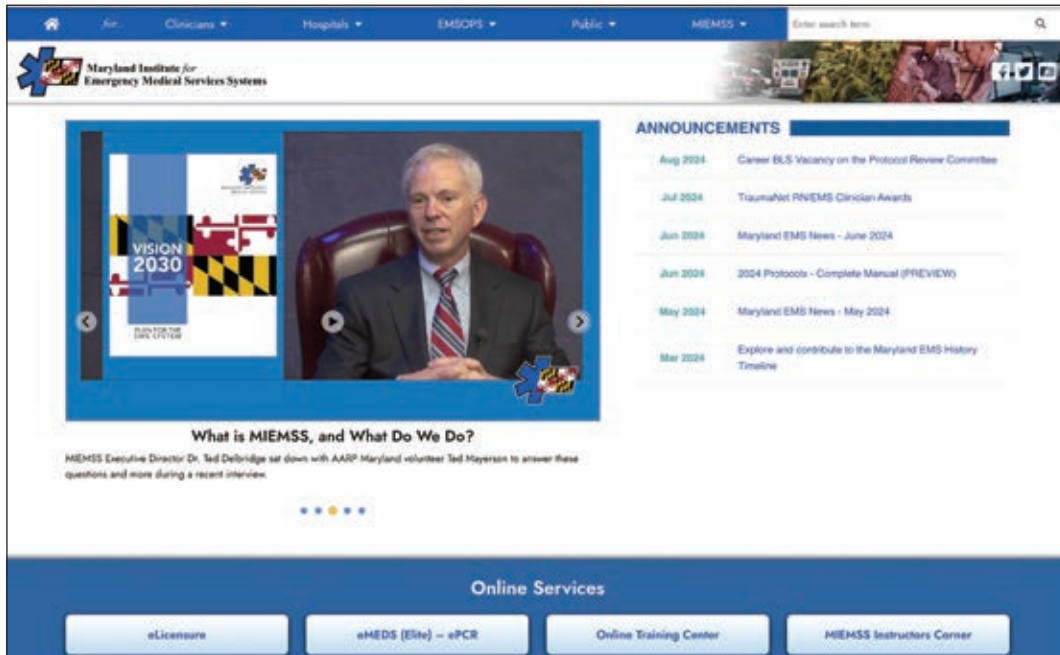 for...
Clinicians
Hospitals
EMSOPS
Public
MIEMSS
Enter search term
Maryland Institute for
Emergency Medical Services Systems
VISION
2030
PLAN FOR THE
EMS SYSTEM
What is MIEMSS, and What Do We Do?
MIEMSS Executive Director Dr. Ted Delbridge sat down with AARP Maryland volunteer Ted Mayerson to answer these
questions and more during a recent interview.
ANNOUNCEMENTS
Aug 2024 Career BLS Vacancy on the Protocol Review Committee
Jul 2024 TraumaNet RN/EMS Clinician Awards
Jun 2024 Maryland EMS News - June 2024
Jun 2024 2024 Protocols - Complete Manual (PREVIEW)
May 2024 Maryland EMS News - May 2024
Mar 2024 Explore and contribute to the Maryland EMS History
Timeline
Online Services
eLicensure
eMEDS (Elite) – ePCR
Online Training Center
MIEMSS Instructors Corner